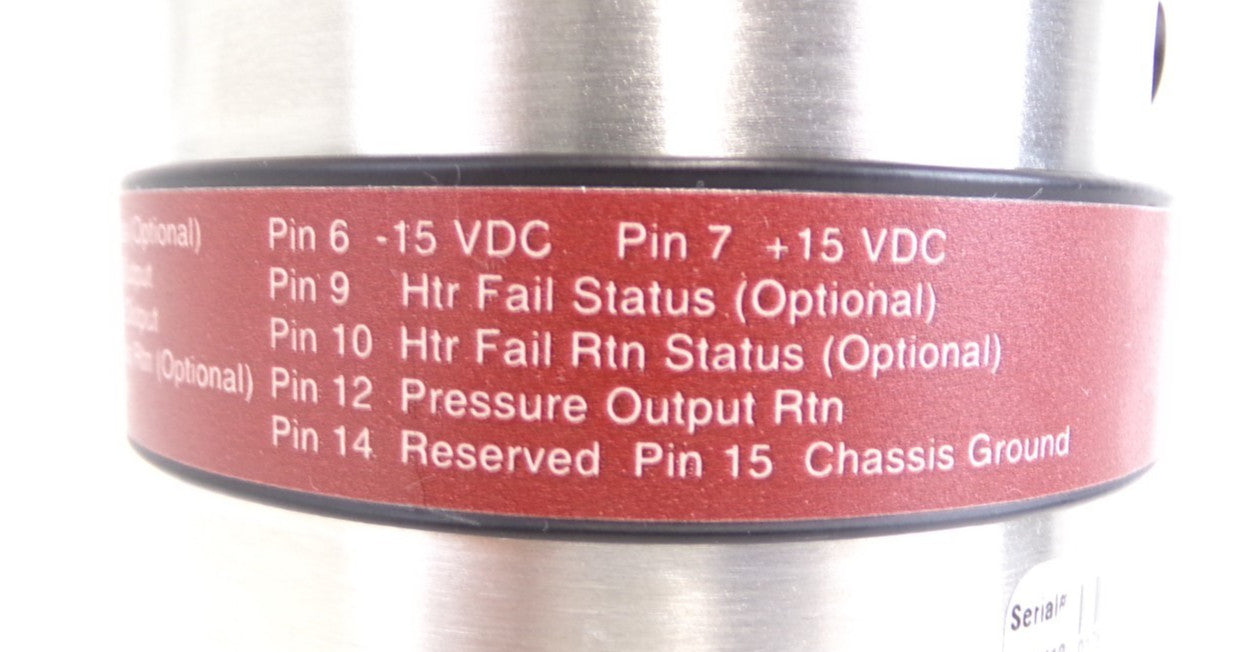 (Optional) Pin 6 -15 VDC Pin 7 +15 VDC
Pin 9 Htr Fail Status (Optional)
Pin 10 Htr Fail Rtn Status (Optional)
Rtn (Optional) Pin 12 Pressure Output Rtn
Pin 14 Reserved Pin 15 Chassis Ground
Serial#